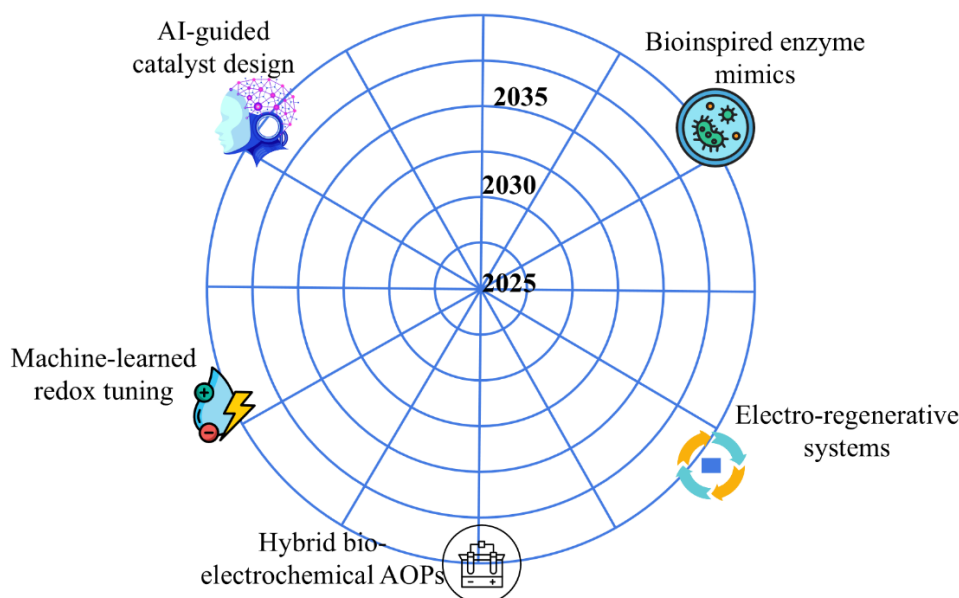 AI-guided
catalyst design
Bioinspired enzyme
mimics
2035
2030
2025
Machine-learned
redox tuning
Electro-regenerative
systems
Hybrid bio-
electrochemical AOPs